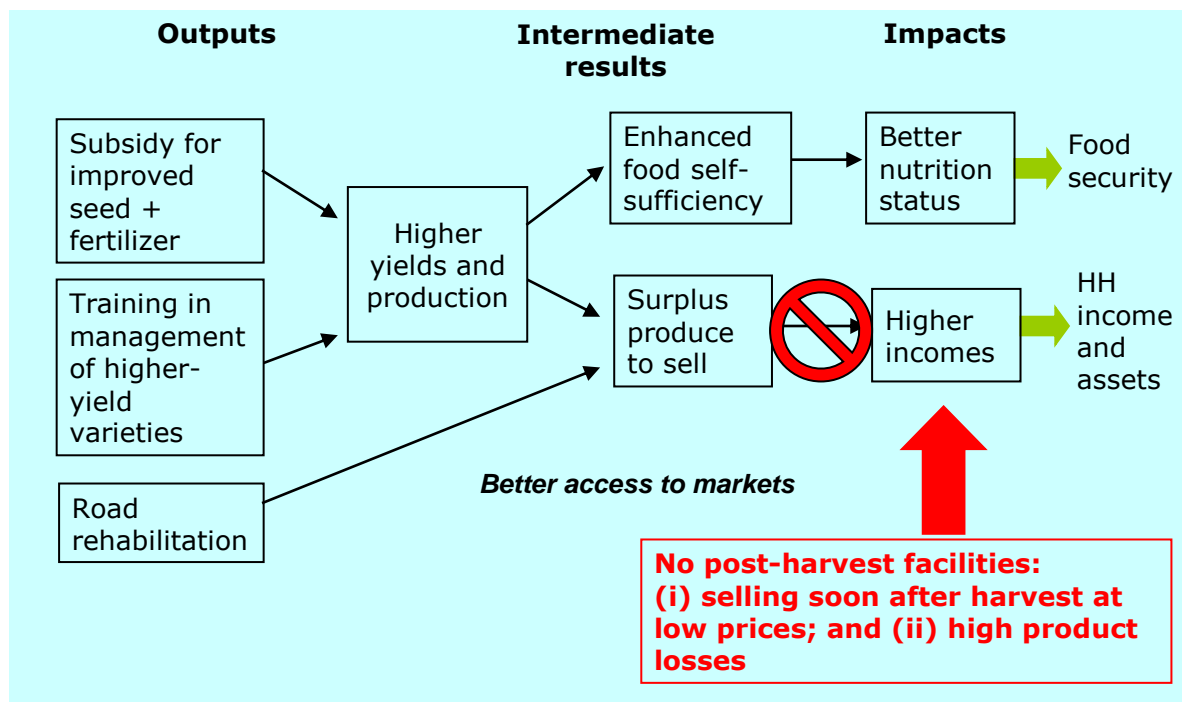 Outputs
Intermediate
results
Impacts
Subsidy for
improved
seed +
fertilizer
Training in
management
of higher-
yield
varieties
Road
rehabilitation
Higher
yields and
production
Enhanced
food self-
sufficiency
Surplus
produce
to sell
Better
nutrition
status
Higher
incomes
Food
security
HH
income
and
assets
Better access to markets
No post-harvest facilities:
(i) selling soon after harvest at
low prices; and (ii) high product
losses